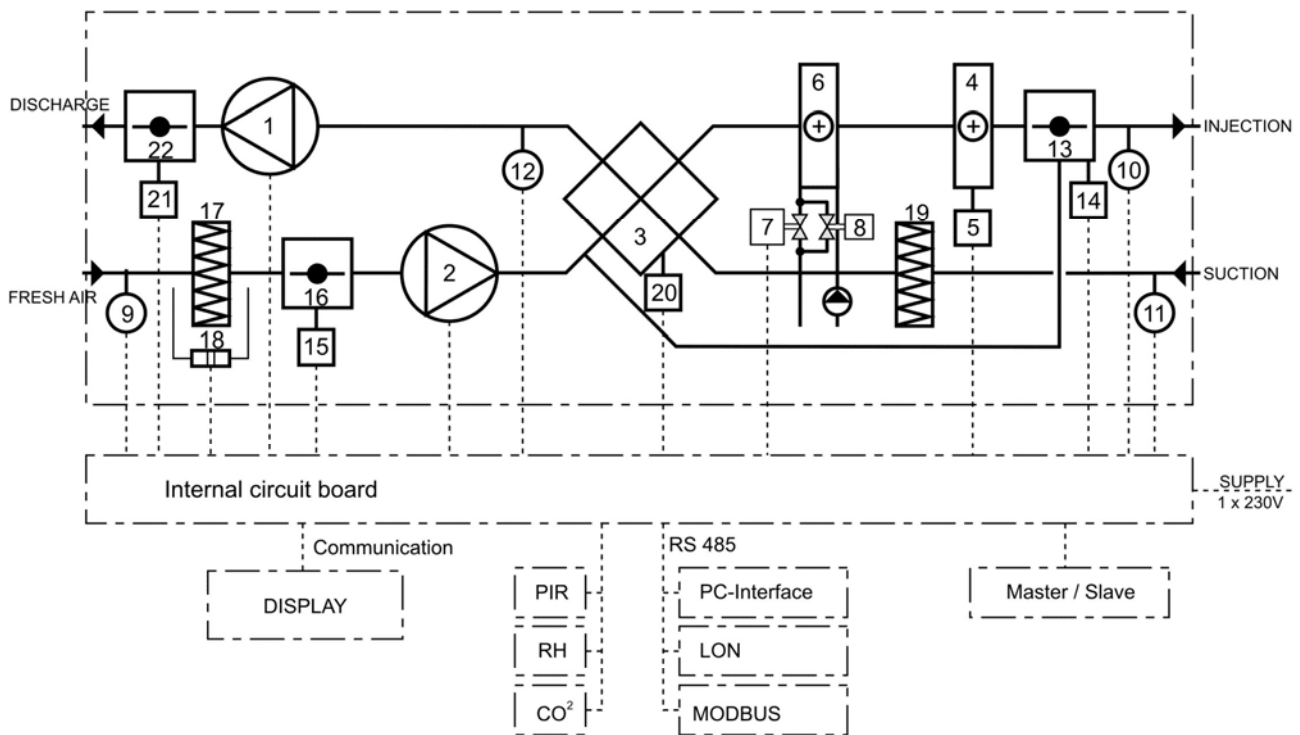 DISCHARGE
1
6
4
INJECTION
22
12
13
10
21
14
17
3
7
8
5
19
2
16
20
SUCTION
FRESH AIR
9
18
15
11
Internal circuit board
SUPPLY
1 x 230V
Communication
RS 485
DISPLAY
PIR
PC-Interface
Master / Slave
RH
LON
CO²
MODBUS